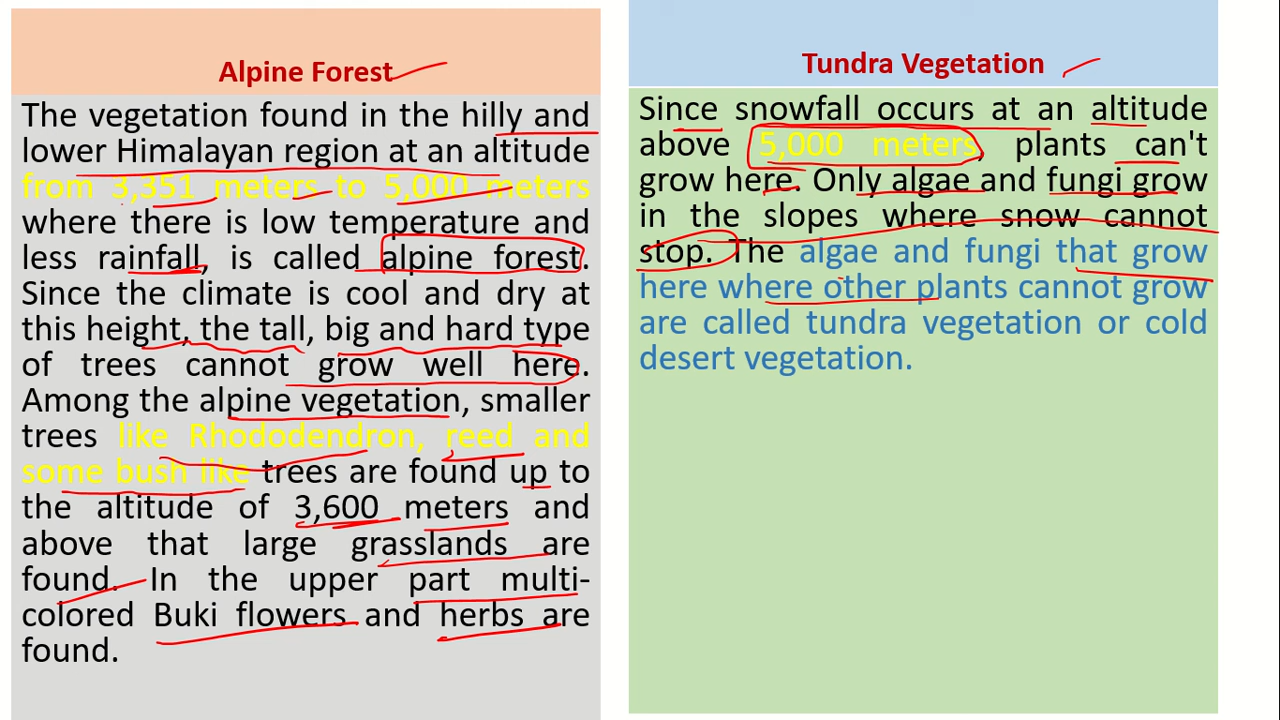 Alpine Forest
The vegetation found in the hilly and
lower Himalayan region at an altitude
from 3,351 meters to 5,000 meters
where there is low temperature and
less rainfall, is called alpine forest.
Since the climate is cool and dry at
this height, the tall, big and hard type
of trees cannot grow well here.
Among the alpine vegetation, smaller
trees like Rhododendron, reed and
some bush like trees are found up to
the altitude of 3,600 meters and
above that large grasslands are
found. In the upper part multi-
colored Buki flowers and herbs are
found.
Tundra Vegetation
Since snowfall occurs at an altitude
above 5,000 meters, plants can't
grow here. Only algae and fungi grow
in the slopes where snow cannot
stop. The algae and fungi that grow
here where other plants cannot grow
are called tundra vegetation or cold
desert vegetation.